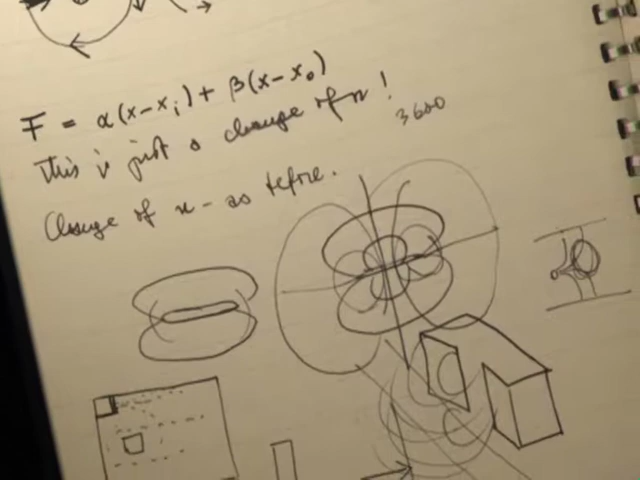 F = α(x-xᵢ) + β(x-x₀)
This is just a change of x !
3600
Change of x - as before.